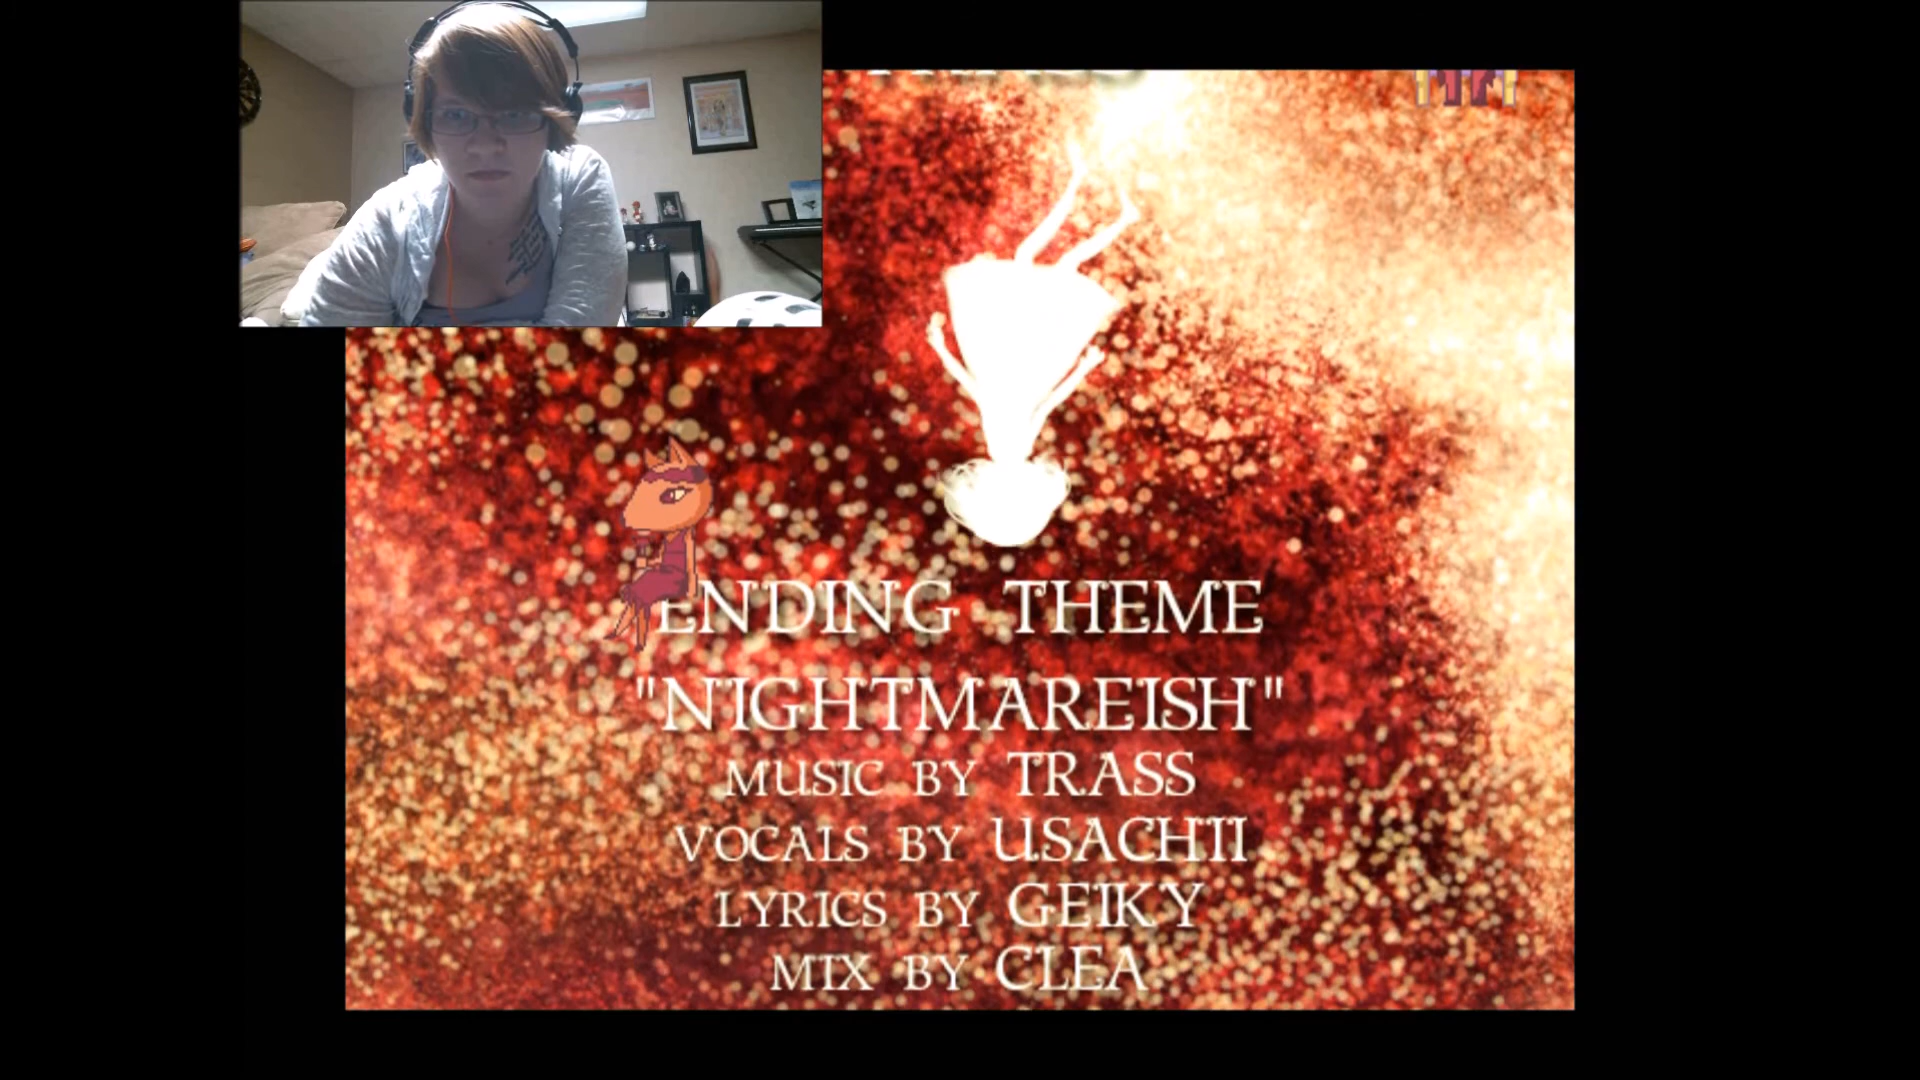 ENDING THEME
"NIGHTMAREISH"
MUSIC BY TRASS
VOCALS BY USACHII
LYRICS BY GEIKY
MIX BY CLEA